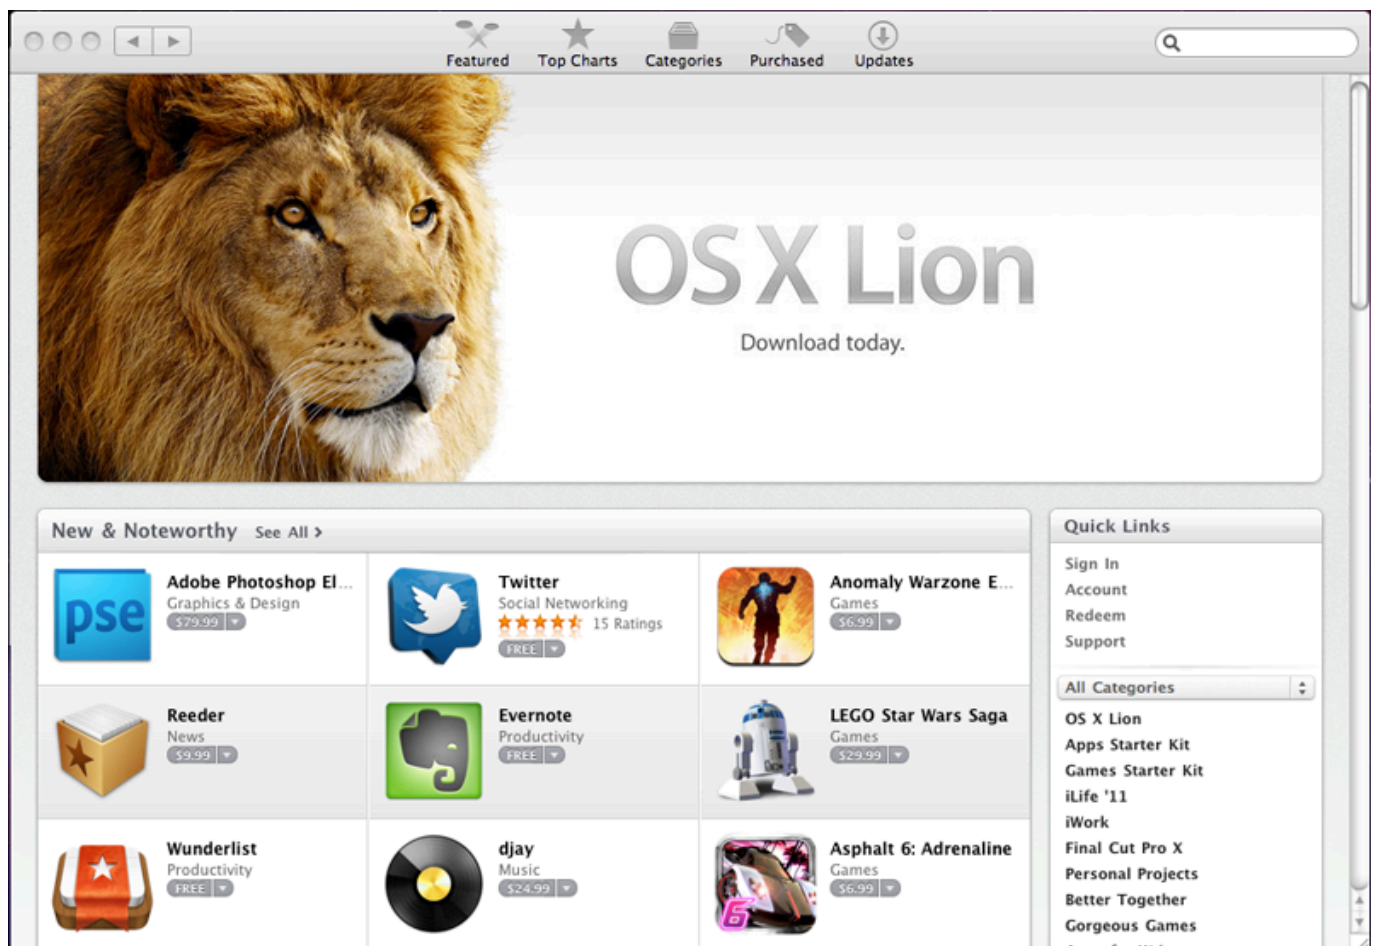 Featured
Top Charts
Categories
Purchased
Updates
OS X Lion
Download today.
New & Noteworthy See All >
pse
Adobe Photoshop El...
Graphics & Design
$79.99
Twitter
Social Networking
15 Ratings
FREE
Anomaly Warzone E...
Games
$6.99
Reeder
News
$9.99
Evernote
Productivity
FREE
LEGO Star Wars Saga
Games
$29.99
Wunderlist
Productivity
FREE
djay
Music
$24.99
6
Asphalt 6: Adrenaline
Games
$6.99
Quick Links
Sign In
Account
Redeem
Support
All Categories
OS X Lion
Apps Starter Kit
Games Starter Kit
iLife '11
iWork
Final Cut Pro X
Personal Projects
Better Together
Gorgeous Games